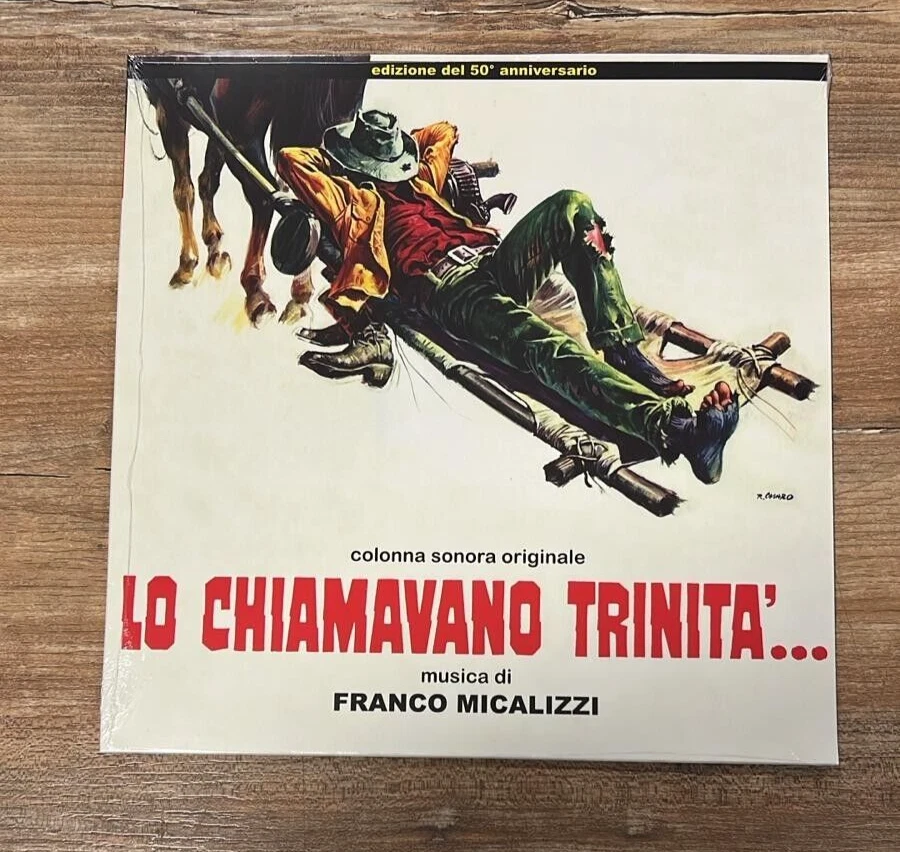 edizione del 50° anniversario
colonna sonora originale
LO CHIAMAVANO TRINITA'...
musica di
FRANCO MICALIZZI